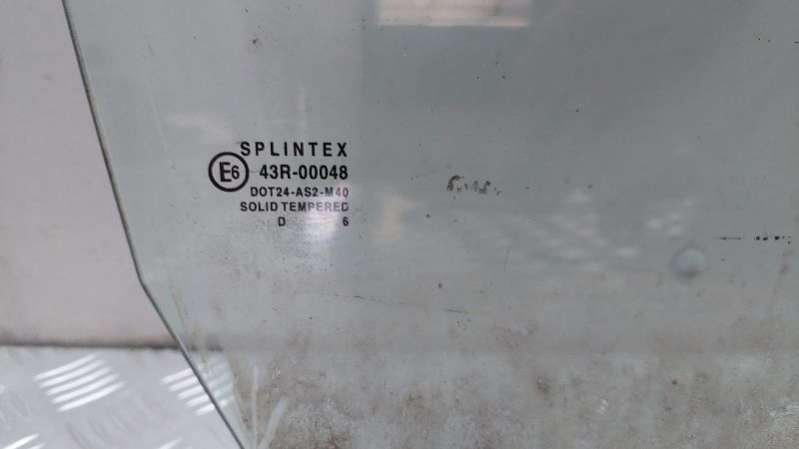 SPLINTEX
E6 43R-00048
DOT24-AS2-M40
SOLID TEMPERED
D 6